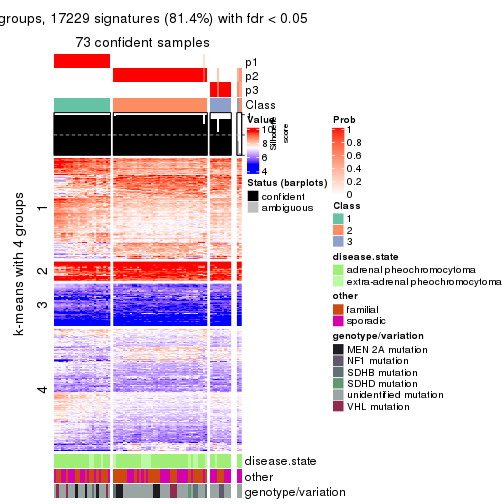 groups, 17229 signatures (81.4%) with fdr < 0.05
73 confident samples
p1
p2
p3
Class
Silhouette
score
1
2
3
4
k-means with 4 groups
disease.state
other
genotype/variation
Value
10
8
6
4
Status (barplots)
confident
ambiguous
Prob
1
0.8
0.6
0.4
0.2
0
Class
1
2
3
disease.state
adrenal pheochromocytoma
extra-adrenal pheochromocytoma
other
familial
sporadic
genotype/variation
MEN 2A mutation
NF1 mutation
SDHB mutation
SDHD mutation
unidentified mutation
VHL mutation